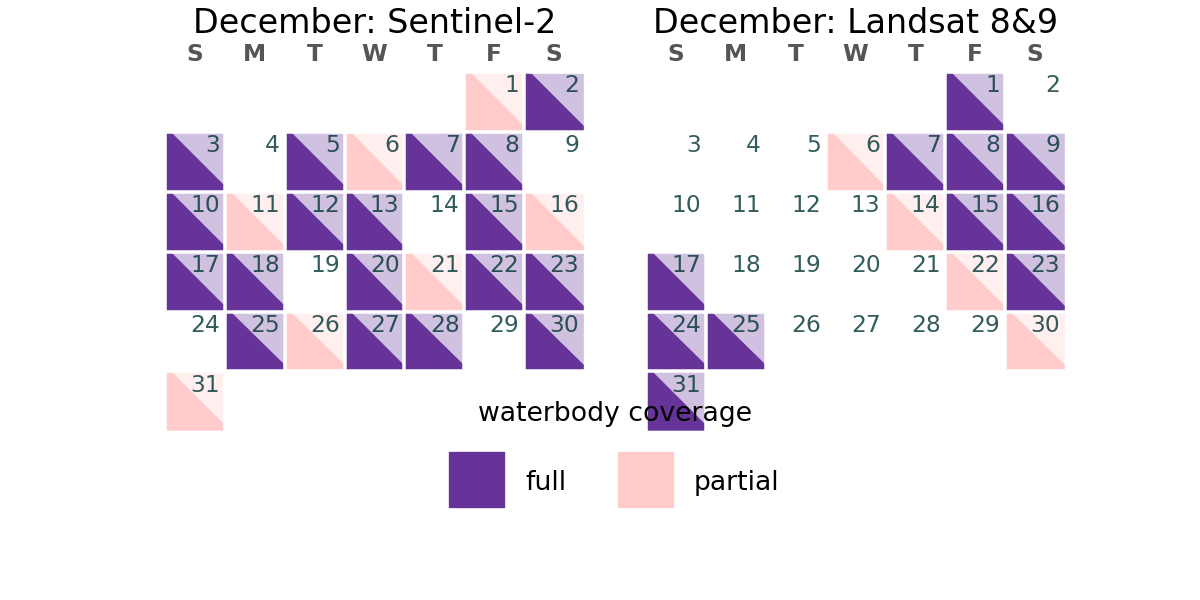 December: Sentinel-2
S M T W T F S
1 2
3 4 5 6 7 8 9
10 11 12 13 14 15 16
17 18 19 20 21 22 23
24 25 26 27 28 29 30
31
December: Landsat 8&9
S M T W T F S
1 2
3 4 5 6 7 8 9
10 11 12 13 14 15 16
17 18 19 20 21 22 23
24 25 26 27 28 29 30
31
waterbody coverage
full partial